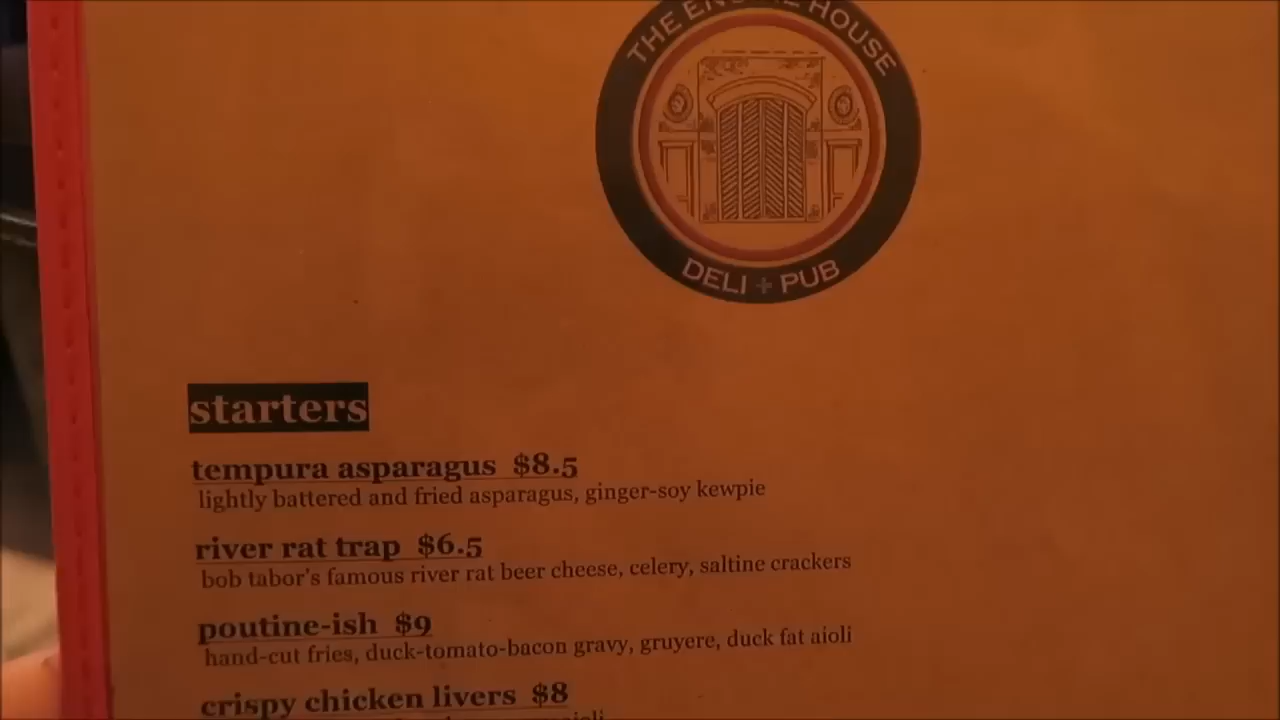 THE ENGINE HOUSE
DELI + PUB
starters
tempura asparagus $8.5
lightly battered and fried asparagus, ginger-soy kewpie
river rat trap $6.5
bob tabor's famous river rat beer cheese, celery, saltine crackers
poutine-ish $9
hand-cut fries, duck-tomato-bacon gravy, gruyere, duck fat aioli
crispy chicken livers $8
aioli